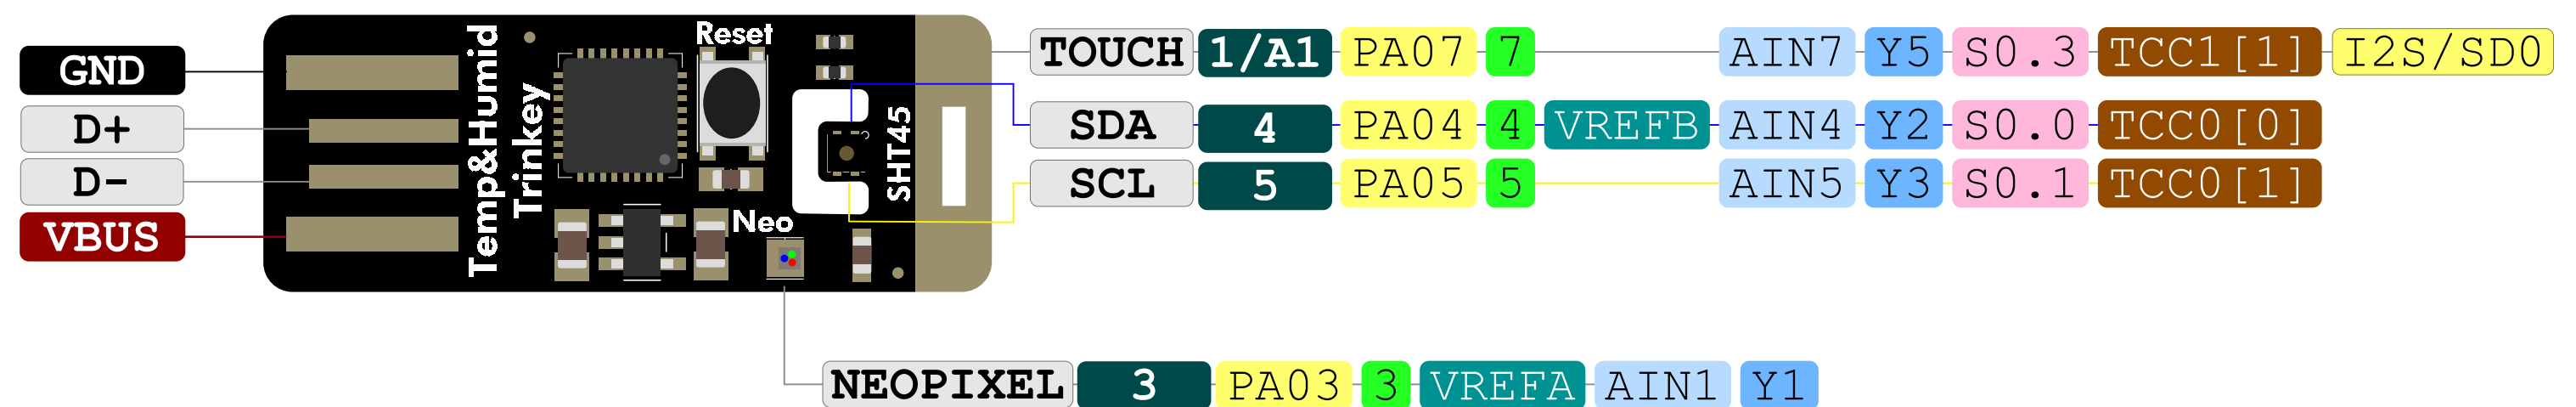 GND
D+
D-
VBUS
Temp&Humid
Trinkey
Reset
Neo
SHT45
TOUCH 1/A1 PA07 7 AIN7 Y5 S0.3 TCC1[1] I2S/SD0
SDA 4 PA04 4 VREFB AIN4 Y2 S0.0 TCC0[0]
SCL 5 PA05 5 AIN5 Y3 S0.1 TCC0[1]
NEOPIXEL 3 PA03 3 VREFA AIN1 Y1